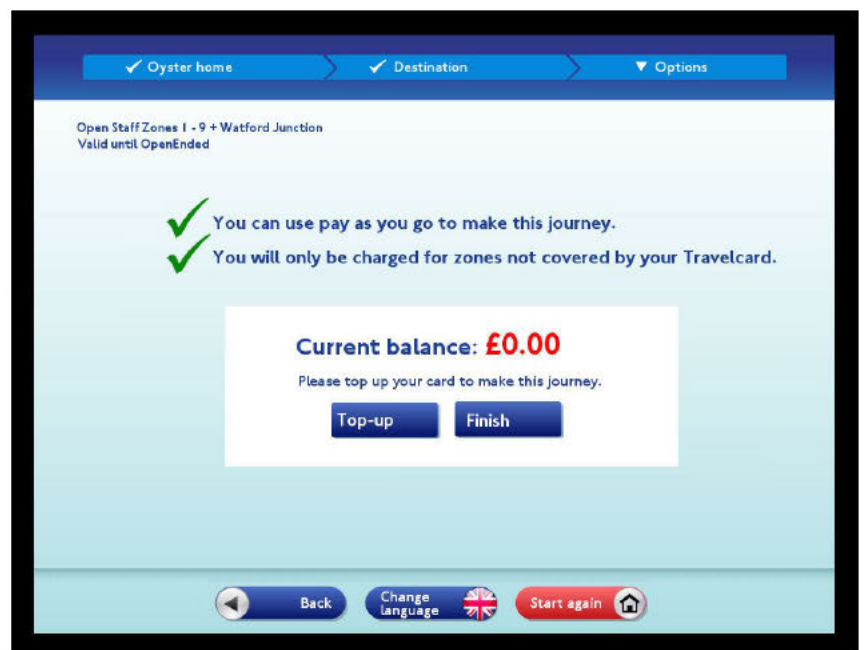 Oyster home
Destination
Options
Open Staff Zones 1 - 9 + Watford Junction
Valid until OpenEnded
You can use pay as you go to make this journey.
You will only be charged for zones not covered by your Travelcard.
Current balance: £0.00
Please top up your card to make this journey.
Top-up
Finish
Back
Change
language
Start again